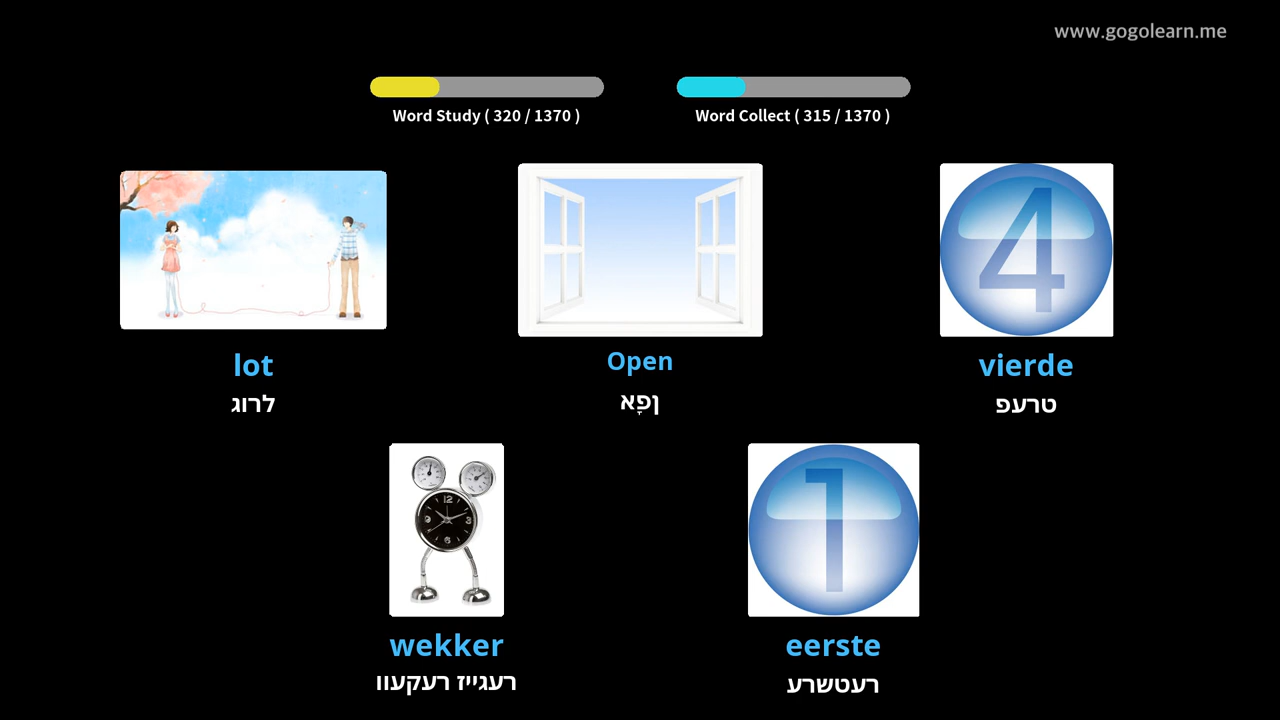 www.gogolearn.me
Word Study ( 320 / 1370 )
Word Collect ( 315 / 1370 )
lot
לרוג
Open
ןפָא
vierde
טרעפ
wekker
רעגייז רעקעוו
eerste
רעטשרע